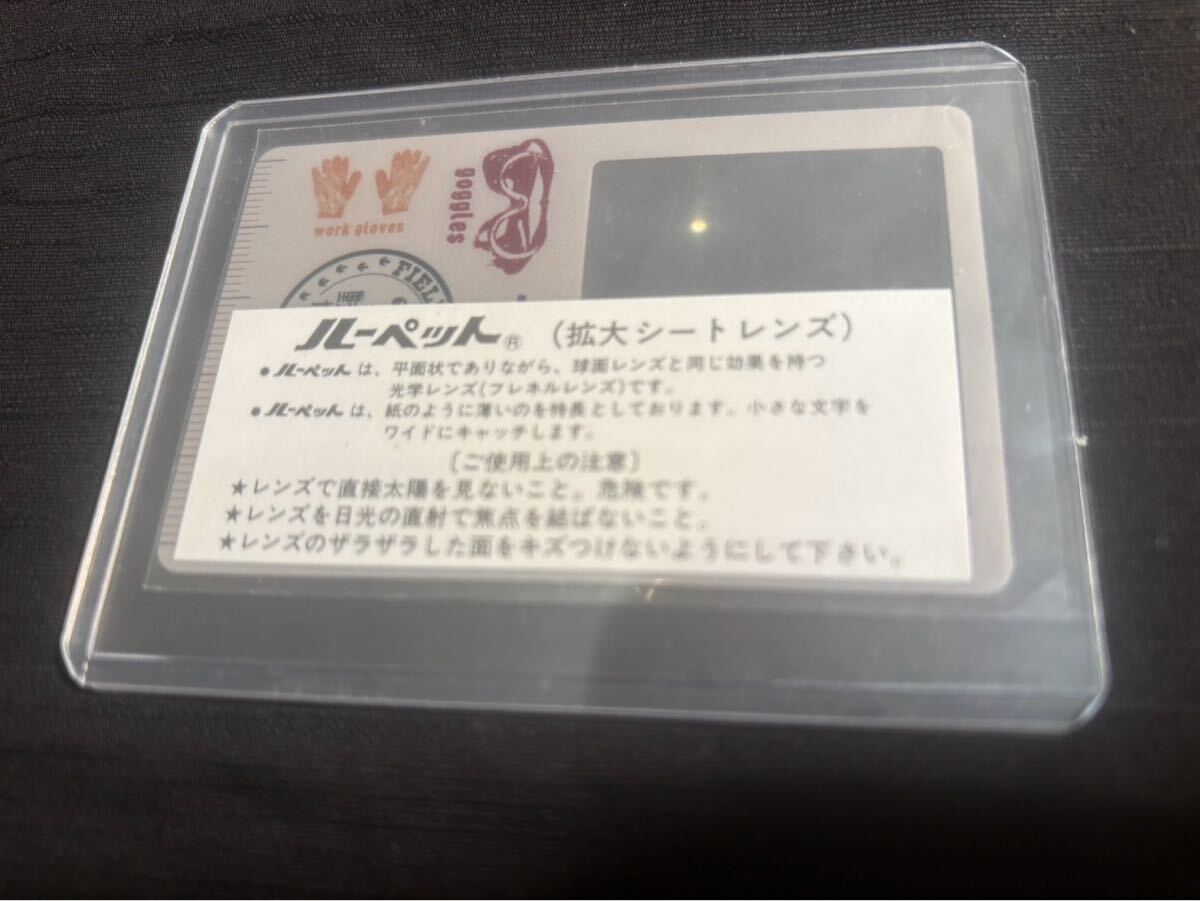 work gloves
goggles
FIEL
ルーペット® (拡大シートレンズ)
●ルーペットは、平面状でありながら、球面レンズと同じ効果を持つ
光学レンズ(フレネルレンズ)です。
●ルーペットは、紙のように薄いのを特長としております。小さな文字を
ワイドにキャッチします。
〔ご使用上の注意〕
★レンズで直接太陽を見ないこと。危険です。
★レンズを日光の直射で焦点を結ばないこと。
★レンズのザラザラした面をキズつけないようにして下さい。